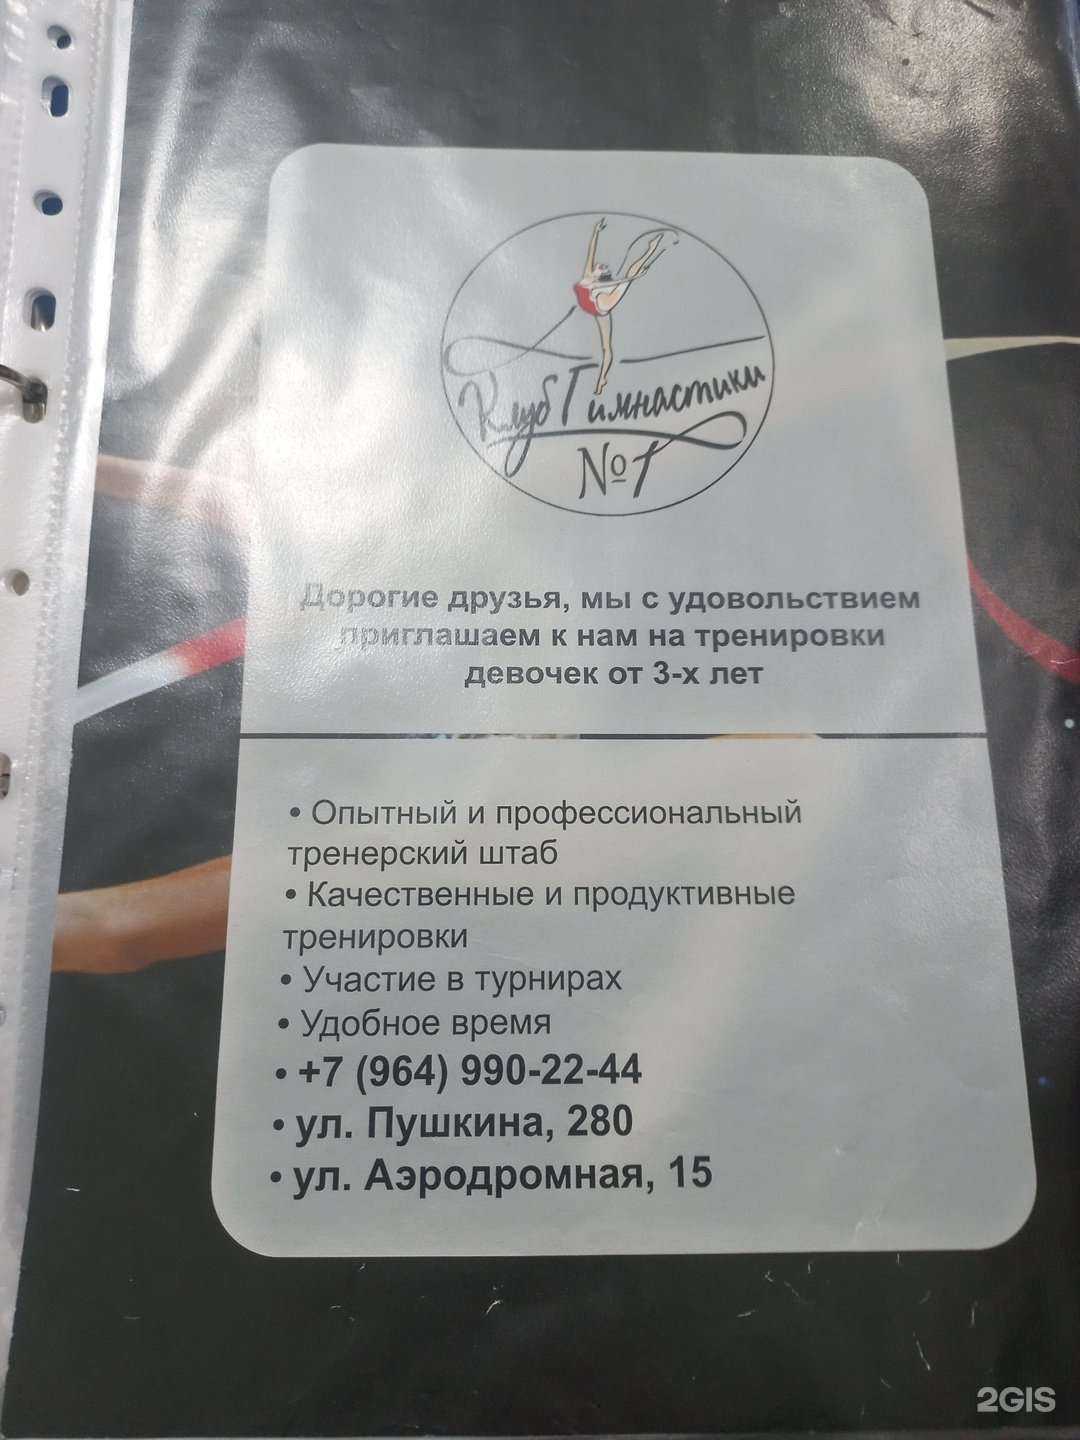 Клуб Гимнастики
№1
Дорогие друзья, мы с удовольствием
приглашаем к нам на тренировки
девочек от 3-х лет
• Опытный и профессиональный
тренерский штаб
• Качественные и продуктивные
тренировки
• Участие в турнирах
• Удобное время
• +7 (964) 990-22-44
• ул. Пушкина, 280
• ул. Аэродромная, 15
2GIS